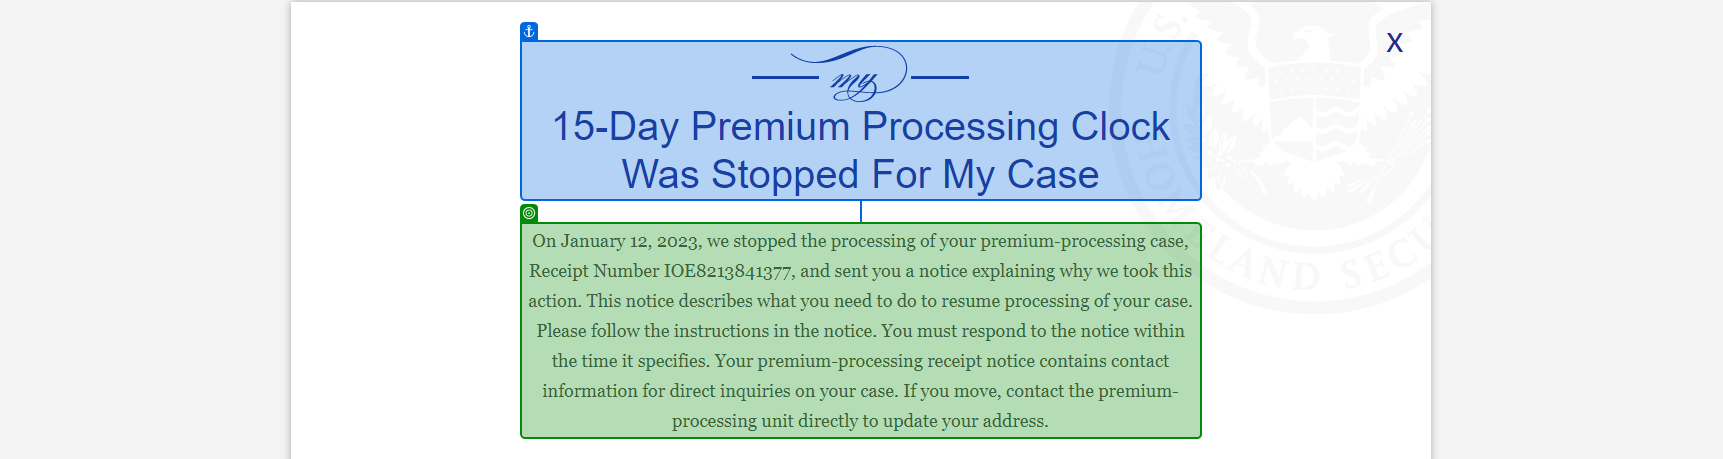 X
my
15-Day Premium Processing Clock
Was Stopped For My Case
On January 12, 2023, we stopped the processing of your premium-processing case,
Receipt Number IOE8213841377, and sent you a notice explaining why we took this
action. This notice describes what you need to do to resume processing of your case.
Please follow the instructions in the notice. You must respond to the notice within
the time it specifies. Your premium-processing receipt notice contains contact
information for direct inquiries on your case. If you move, contact the premium-
processing unit directly to update your address.
U.S.
HOMELAND SECU